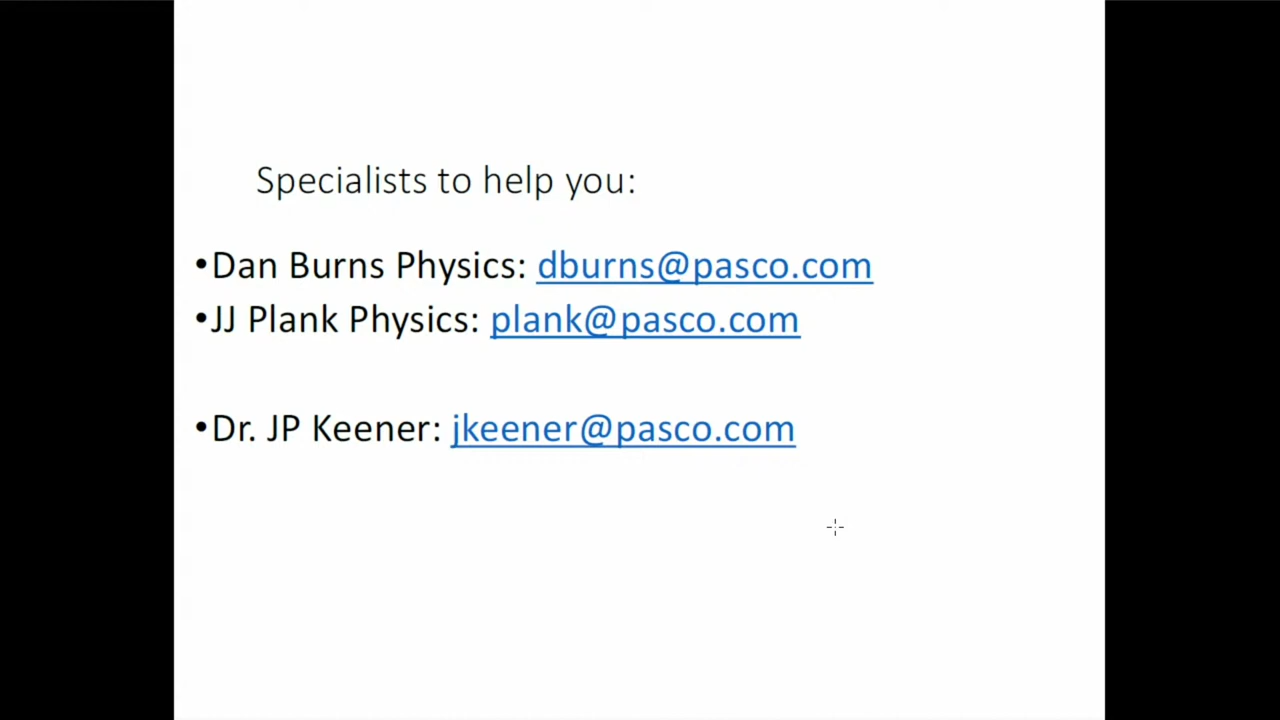 Specialists to help you:
•Dan Burns Physics: dburns@pasco.com
•JJ Plank Physics: plank@pasco.com
•Dr. JP Keener: jkeener@pasco.com